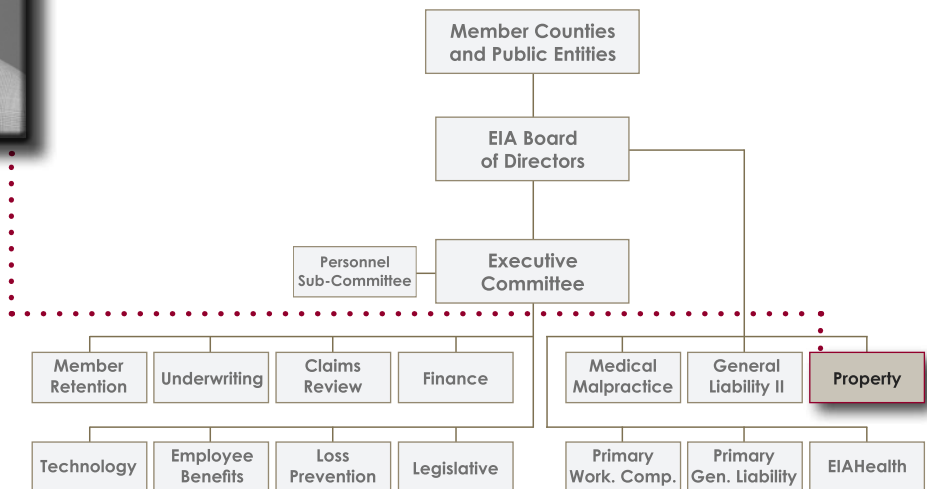 Member Counties
and Public Entities
EIA Board
of Directors
Personnel
Sub-Committee
Executive
Committee
Member
Retention
Underwriting
Claims
Review
Finance
Medical
Malpractice
General
Liability II
Property
Technology
Employee
Benefits
Loss
Prevention
Legislative
Primary
Work. Comp.
Primary
Gen. Liability
EIAHealth